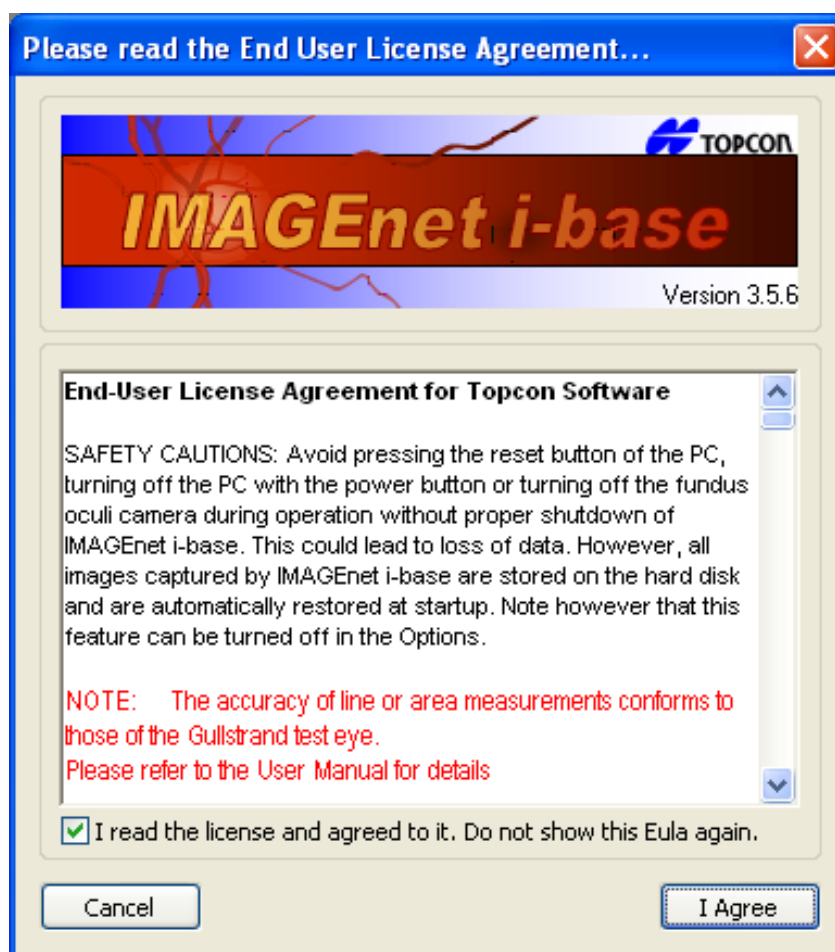 Please read the End User License Agreement...
TOPCON
IMAGEnet i-base
Version 3.5.6
End-User License Agreement for Topcon Software
SAFETY CAUTIONS: Avoid pressing the reset button of the PC,
turning off the PC with the power button or turning off the fundus
oculi camera during operation without proper shutdown of
IMAGEnet i-base. This could lead to loss of data. However, all
images captured by IMAGEnet i-base are stored on the hard disk
and are automatically restored at startup. Note however that this
feature can be turned off in the Options.
NOTE: The accuracy of line or area measurements conforms to
those of the Gullstrand test eye.
Please refer to the User Manual for details
I read the license and agreed to it. Do not show this Eula again.
Cancel
I Agree